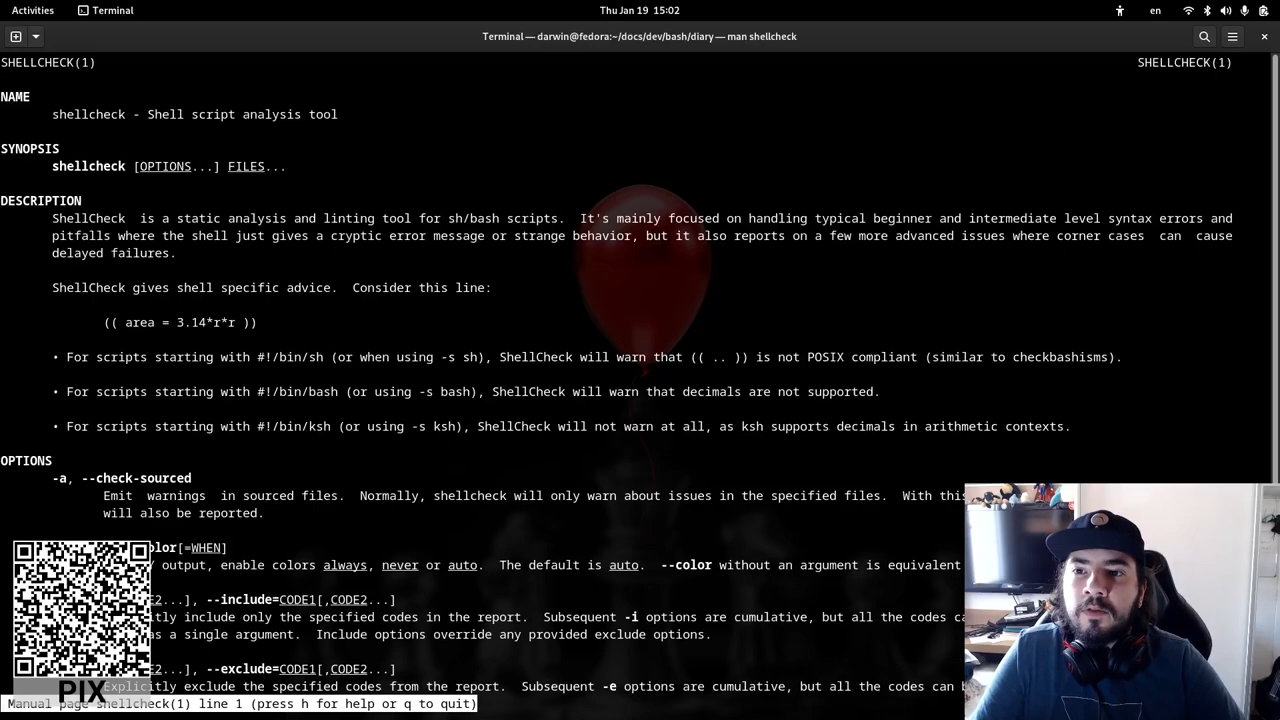 Activities Terminal Thu Jan 19 15:02 en
Terminal — darwin@fedora:~/docs/dev/bash/diary — man shellcheck
SHELLCHECK(1) SHELLCHECK(1)
NAME
shellcheck - Shell script analysis tool
SYNOPSIS
shellcheck [OPTIONS...] FILES...
DESCRIPTION
ShellCheck is a static analysis and linting tool for sh/bash scripts. It's mainly focused on handling typical beginner and intermediate level syntax errors and
pitfalls where the shell just gives a cryptic error message or strange behavior, but it also reports on a few more advanced issues where corner cases can cause
delayed failures.
ShellCheck gives shell specific advice. Consider this line:
(( area = 3.14*r*r ))
• For scripts starting with #!/bin/sh (or when using -s sh), ShellCheck will warn that (( .. )) is not POSIX compliant (similar to checkbashisms).
• For scripts starting with #!/bin/bash (or using -s bash), ShellCheck will warn that decimals are not supported.
• For scripts starting with #!/bin/ksh (or using -s ksh), ShellCheck will not warn at all, as ksh supports decimals in arithmetic contexts.
OPTIONS
-a, --check-sourced
Emit warnings in sourced files. Normally, shellcheck will only warn about issues in the specified files. With this
will also be reported.
olor[=WHEN]
output, enable colors always, never or auto. The default is auto. --color without an argument is equivalent
E2...], --include=CODE1[,CODE2...]
itly include only the specified codes in the report. Subsequent -i options are cumulative, but all the codes ca
as a single argument. Include options override any provided exclude options.
E2...], --exclude=CODE1[,CODE2...]
Explicitly exclude the specified codes from the report. Subsequent -e options are cumulative, but all the codes can b
PIX
Manual page shellcheck(1) line 1 (press h for help or q to quit)